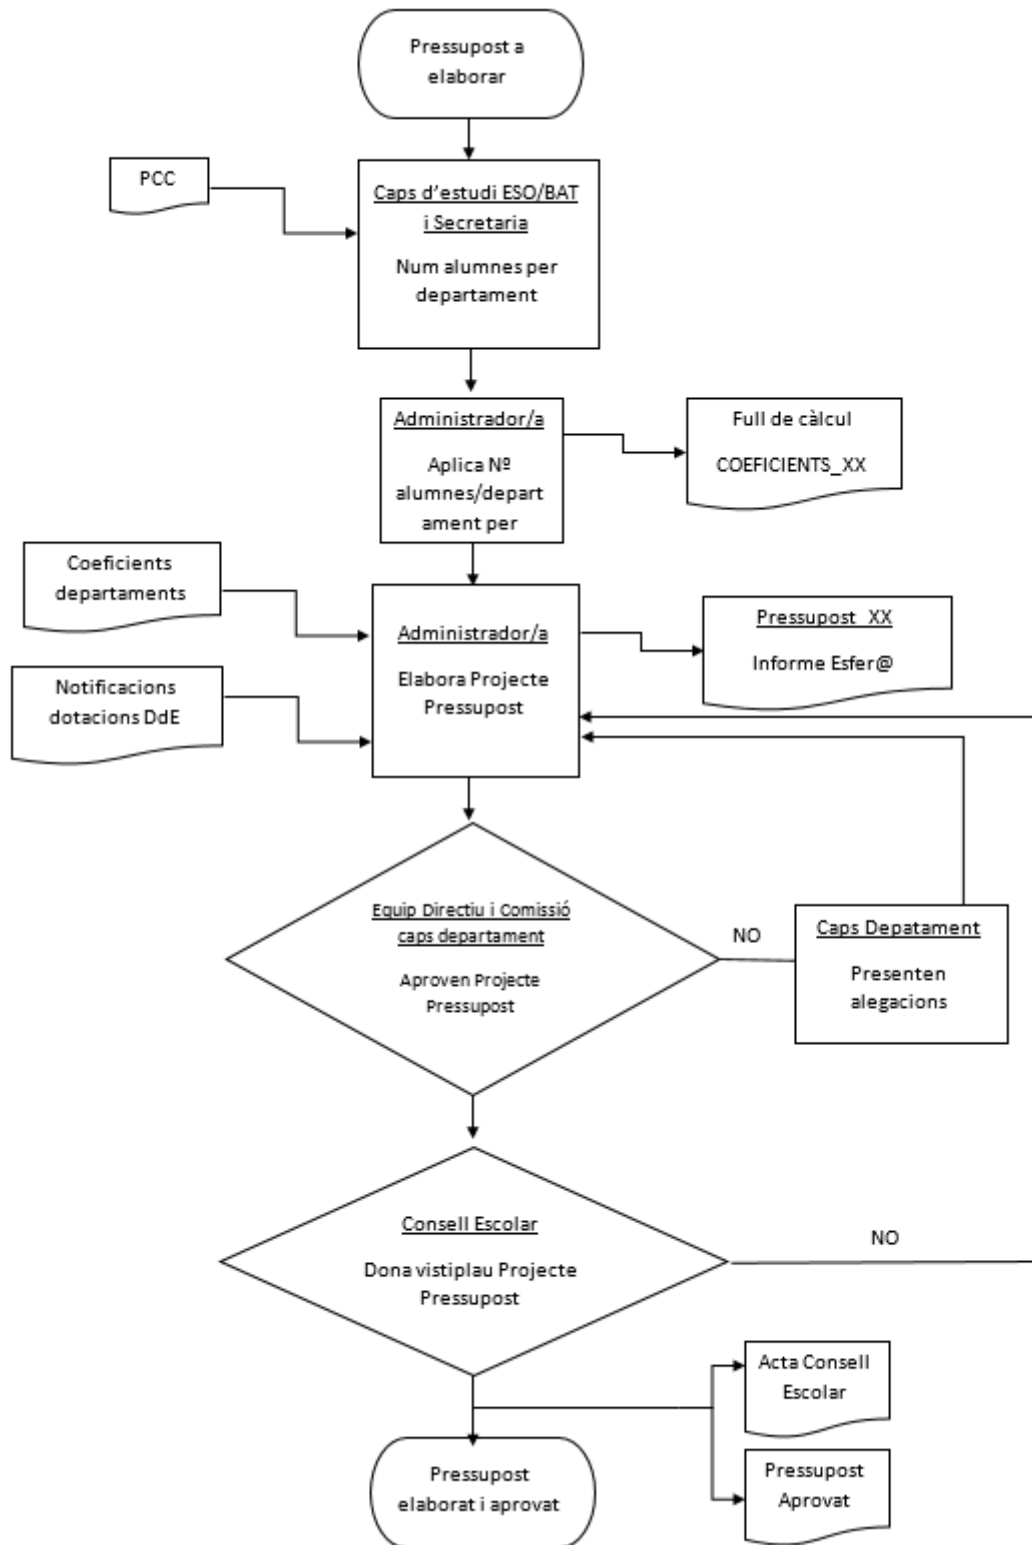 Pressupost a
elaborar
PCC
Caps d'estudi ESO/BAT
i Secretaria
Num alumnes per
departament
Administrador/a
Aplica Nº
alumnes/depart
ament per
Full de càlcul
COEFICIENTS_XX
Coeficients
departaments
Notificacions
dotacions DdE
Administrador/a
Elabora Projecte
Pressupost
Pressupost_XX
Informe Esfer@
Equip Directiu i Comissió
caps departament
Aproven Projecte
Pressupost
NO
Caps Depatament
Presenten
alegacions
Consell Escolar
Dona vistiplau Projecte
Pressupost
NO
Acta Consell
Escolar
Pressupost
elaborat i aprovat
Pressupost
Aprovat